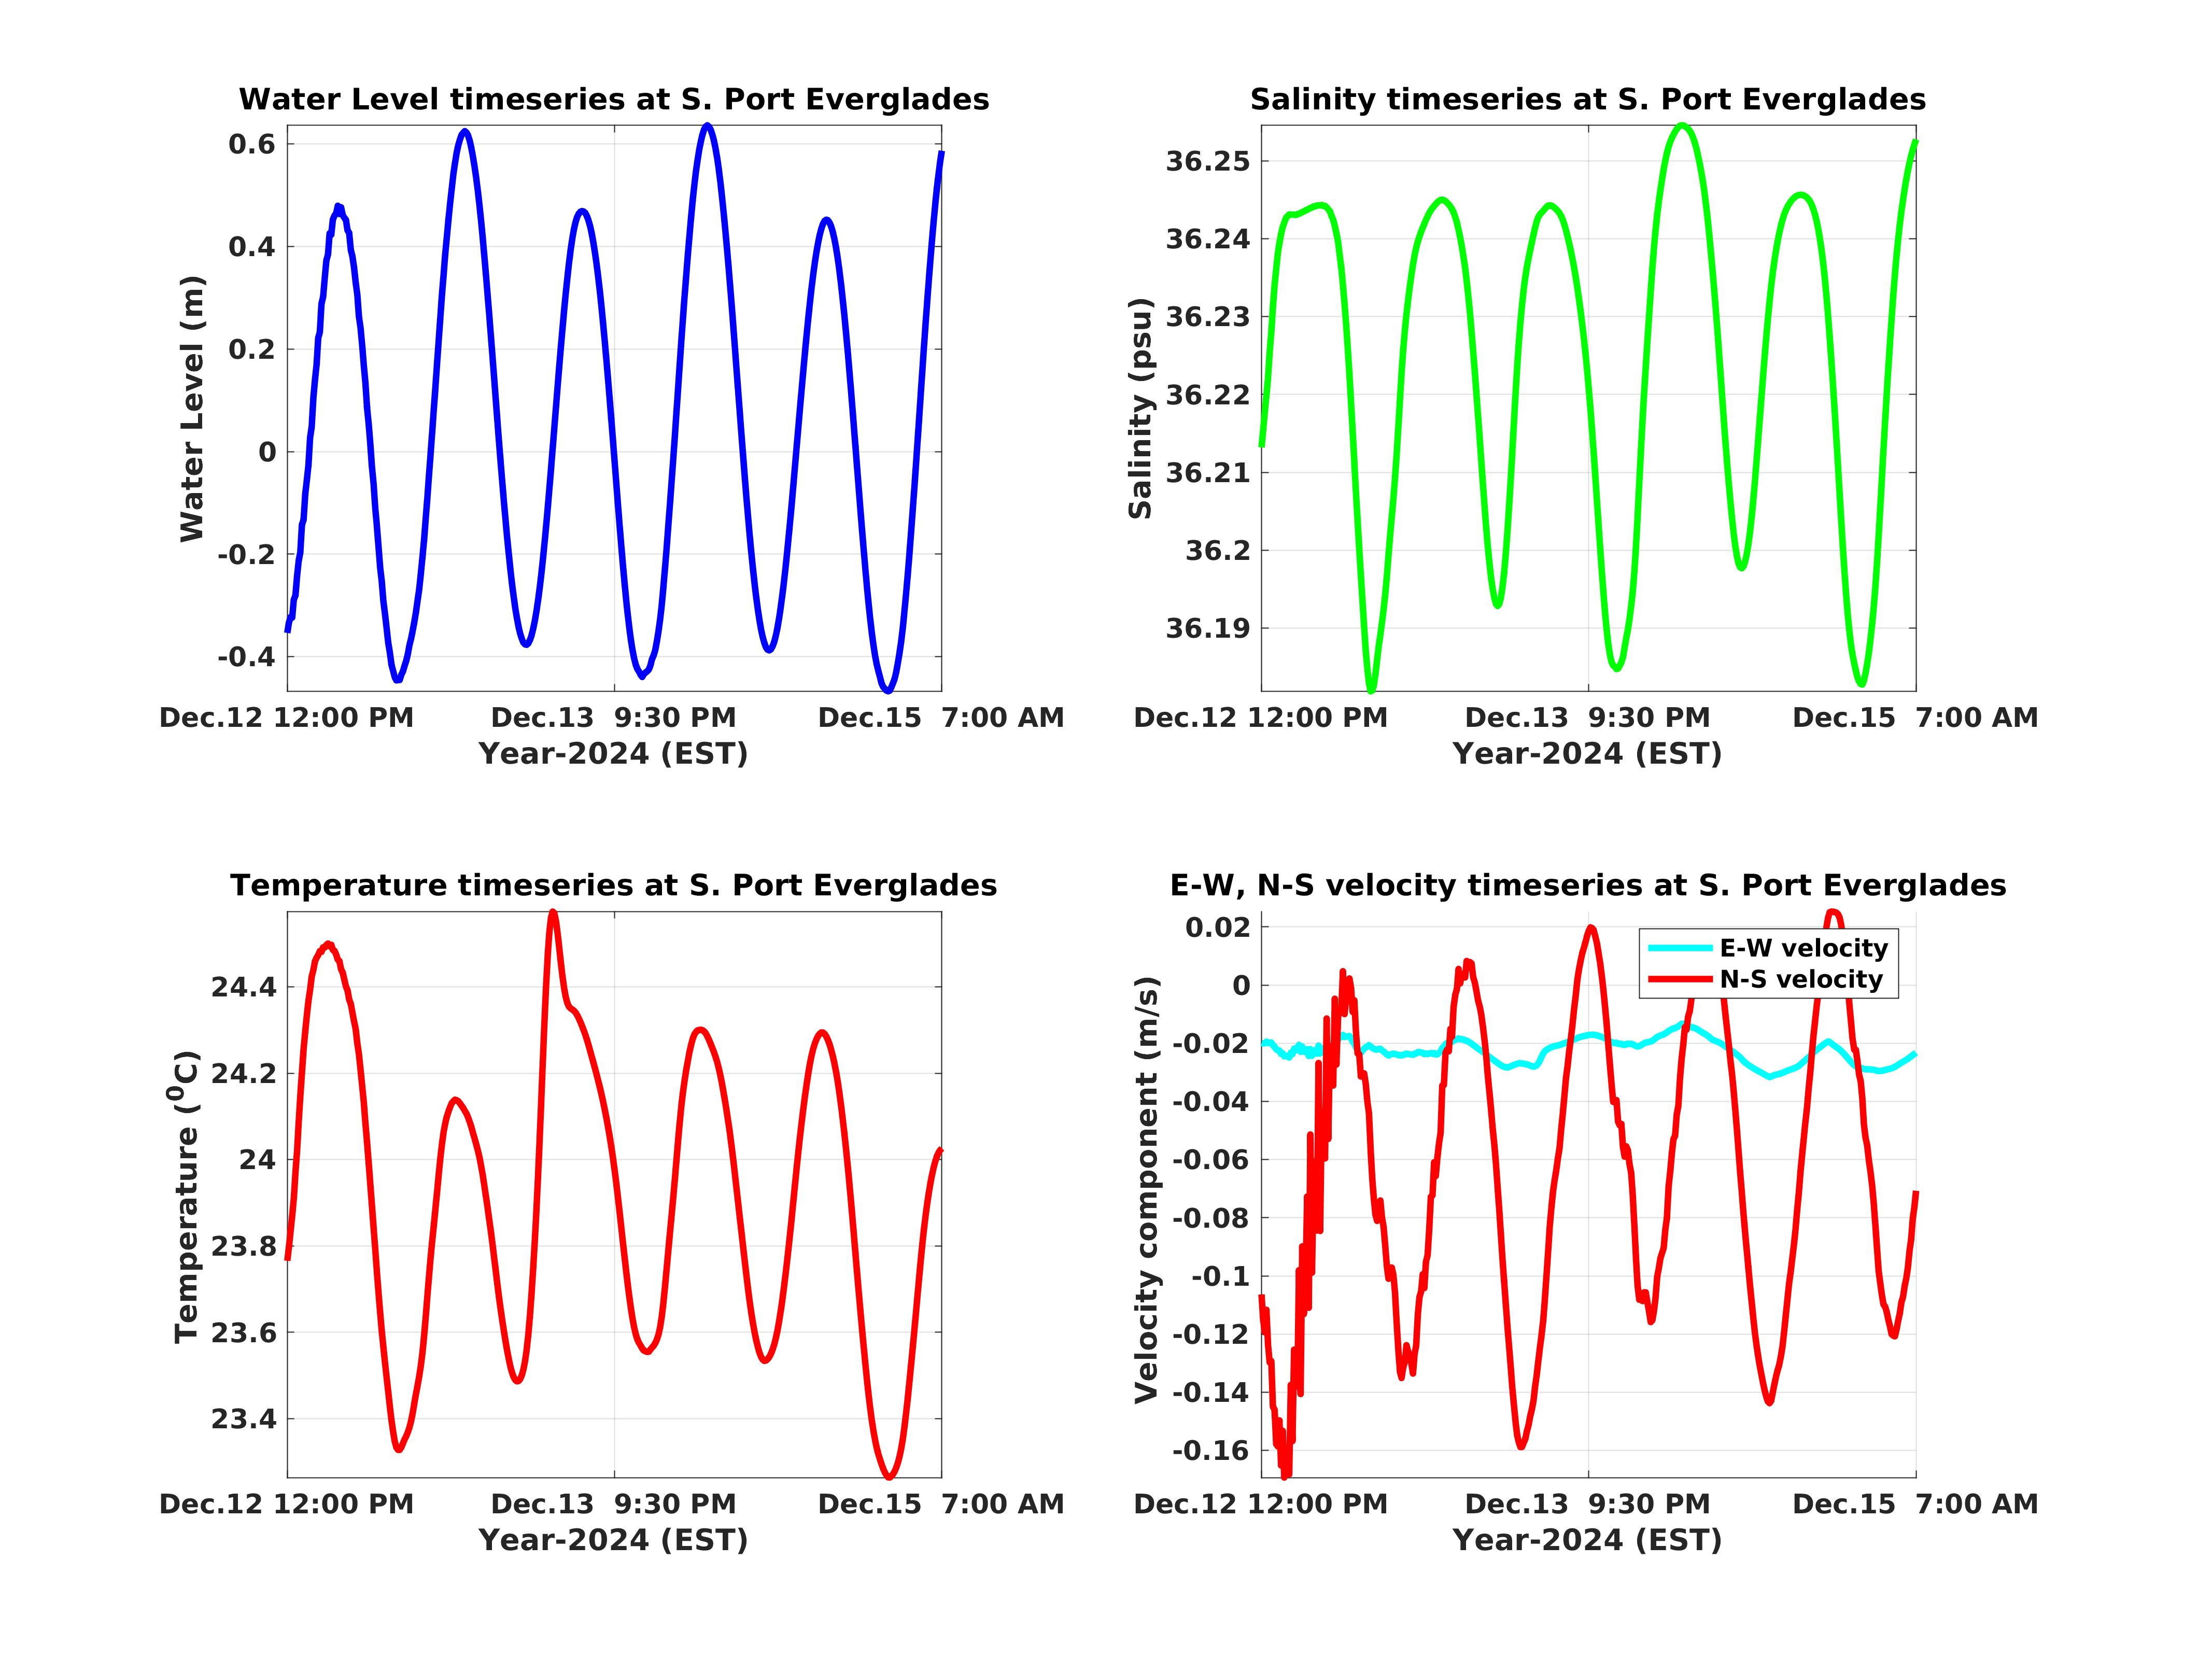 Water Level timeseries at S. Port Everglades
0.6
0.4
0.2
0
-0.2
-0.4
Water Level (m)
Dec.12 12:00 PM
Dec.13 9:30 PM
Dec.15 7:00 AM
Year-2024 (EST)
Salinity timeseries at S. Port Everglades
36.25
36.24
36.23
36.22
36.21
36.2
36.19
Salinity (psu)
Dec.12 12:00 PM
Dec.13 9:30 PM
Dec.15 7:00 AM
Year-2024 (EST)
Temperature timeseries at S. Port Everglades
24.4
24.2
24
23.8
23.6
23.4
Temperature (⁰C)
Dec.12 12:00 PM
Dec.13 9:30 PM
Dec.15 7:00 AM
Year-2024 (EST)
E-W, N-S velocity timeseries at S. Port Everglades
0.02
0
-0.02
-0.04
-0.06
-0.08
-0.1
-0.12
-0.14
-0.16
Velocity component (m/s)
E-W velocity
N-S velocity
Dec.12 12:00 PM
Dec.13 9:30 PM
Dec.15 7:00 AM
Year-2024 (EST)